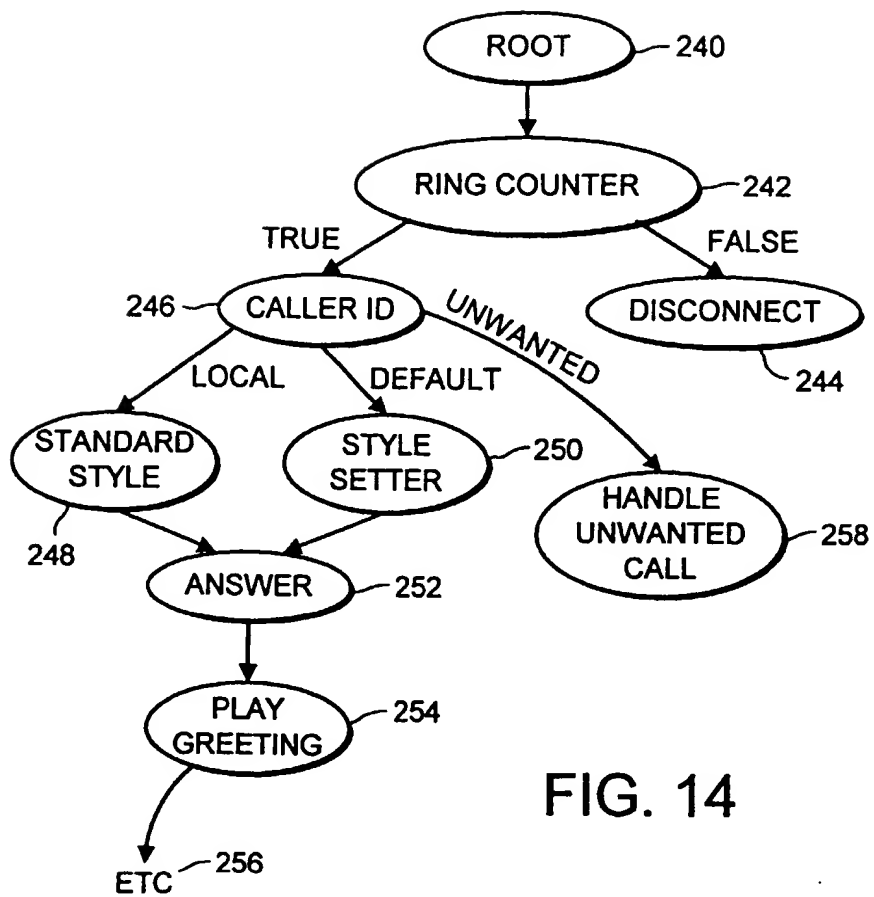 ROOT
240
RING COUNTER
242
TRUE
FALSE
246
CALLER ID
UNWANTED
DISCONNECT
244
LOCAL
DEFAULT
STANDARD
STYLE
248
STYLE
SETTER
250
HANDLE
UNWANTED
CALL
258
ANSWER
252
PLAY
GREETING
254
FIG. 14
ETC
256